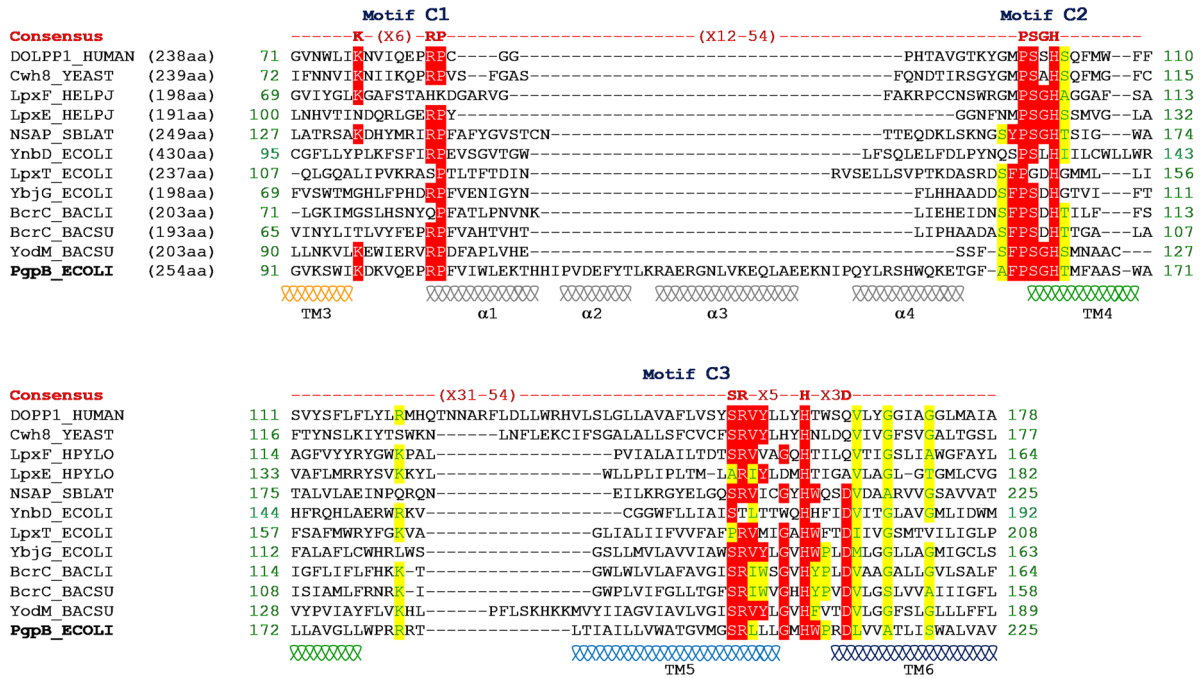 Motif C1 Motif C2
Consensus -----K-(X6)-RP------------------(X12-54)----------------------PSGH------
DOLPP1_HUMAN (238aa) 71 GVNWLIKNVIQEPRPC---GG--------------------------------------PHTAVGTKYGMPSSHSQFMW--FF 110
Cwh8_YEAST (239aa) 72 IFNNVIKNIIKQPRPVS--FGAS-----------------------------------FQNDTIRSGYGMPSAHSQFMG--FC 115
LpxF_HELPJ (198aa) 69 GVIYGLKGAFSTAHKDGARVG-------------------------------------FAKRPCCNSWRGMPSGHAGGAF--SA 113
LpxE_HELPJ (191aa) 100 LNHVTINDQRLGERPY------------------------------------------GNFNMPSGHSSMVG--LA 132
NSAP_SBLAT (249aa) 127 LATRSAKDHYMRIRPFAFYGVSTCN--------------------------------TTEQDKLSKNGSYPSGHTSIG--WA 174
YnbD_ECOLI (430aa) 95 CGFLLYPLKFSFIRPEVSGVTGW-------------------------------LFSQLELFDLPYNQSPSLHIILCWLLWR 143
LpxT_ECOLI (237aa) 107 -QLGQALIPVKRASPTLTFTDIN----------------------------RVSELLSVPTKDASRDSFPGDHGMML--LI 156
YbjG_ECOLI (198aa) 69 FVSWTMGHLFPHDRPFVENIGYN--------------------------------FLHHAADDSFPSDHGTVI--FT 111
BcrC_BACLI (203aa) 71 -LGKIMGSLHSNYQPFATLPNVNK-------------------------------LIEHEIDNSFPSDHTILF--FS 113
BcrC_BACSU (193aa) 65 VINYLITLVYFEPRPFVAHTVHT--------------------------------LIPHAADASFPSDHTTGA--LA 107
YodM_BACSU (203aa) 90 LLNKVLKEWIERVRPDFAPLVHE------------------------------------SSF-SFPSGHSMNAAC 127
PgpB_ECOLI (254aa) 91 GVKSWIKDKVQEPRPFVIWLEKTHHIPVDEFYTLKRAERGNLVKEQLAEEKNIPQYLRSHWQKETGF-AFPSGHTMFAAS-WA 171
TM3 α1 α2 α3 α4 TM4
Motif C3
Consensus --------------(X31-54)--------------------SR-X5--H-X3D--------------
DOPP1_HUMAN 111 SVYSFLFLYLRMHQTNNARFLDLLWRHVLSLGLLAVAFLVSYSRVYLLYHTWSQVLYGGIAGGLMAIA 178
Cwh8_YEAST 116 FTYNSLKIYTSWKN------LNFLEKCIFSGALALLSFCVCFSRVYLHYHNLDQVIVGFSVGALTGSL 177
LpxF_HPYLO 114 AGFVYYRYGWKPAL-----------------PVIALAILTDTSRVVAGQHTILQVTIGSLIAWGFAYL 164
LpxE_HPYLO 133 VAFLMRRYSVKKYL-----------------WLLPLIPLTM-LARIYLDMHTIGAVLAGL-GTGMLCVG 182
NSAP_SBLAT 175 TALVLAEINPQRQN-----------------EILKRGYELGQSRVICGYHWQSDVDAARVVGSAVVAT 225
YnbD_ECOLI 144 HFRQHLAERWRKV-------------------CGGWFLLIAISTLTTWQHHFIDVITGLAVGMLIDWM 192
LpxT_ECOLI 157 FSAFMWRYFGKVA----------------GLIALIIFVVFAFPRVMIGAHWFTDIIVGSMTVILIGLP 208
YbjG_ECOLI 112 FALAFLCWHRLWS----------------GSLLMVLAVVIAWSRVYLGVHWPLDMLGGLLAGMIGCLS 163
BcrC_BACLI 114 IGFLIFLFHKK-T----------------GWLWLVLAFAVGISRIWSGVHYPLDVAAGALLGVLSALF 164
BcrC_BACSU 108 ISIAMLFRNRK-I----------------GWPLVIFGLLTGFSRIWVGHHYPVDVLGSLVVAIIIGFL 158
YodM_BACSU 128 VYPVIAYFLVKHL------PFLSKHKKMVYIIAGVIAVLVGISRVYLGVHFVTDVLGGFSLGLLLFFL 189
PgpB_ECOLI 172 LLAVGLLWPRRRT--------------LTIAILLVWATGVMGSRLLLGMHWPRDLVVATLISWALVAV 225
TM5 TM6